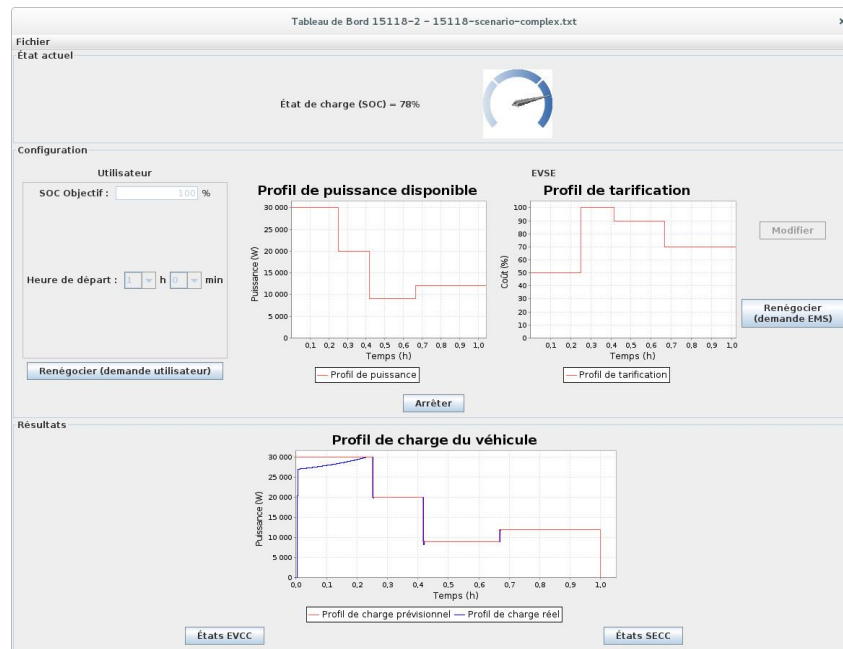 Tableau de Bord 15118-2 - 15118-scenario-complex.txt
Fichier
État actuel
État de charge (SOC) = 78%
Configuration
Utilisateur
SOC Objectif : 100 %
Heure de départ : 1 h 0 min
Renégocier (demande utilisateur)
EVSE
Profil de puissance disponible
Puissance (W)
30 000
25 000
20 000
15 000
10 000
5 000
0
0,1 0,2 0,3 0,4 0,5 0,6 0,7 0,8 0,9 1,0
Temps (h)
Profil de puissance
Profil de tarification
Coût (%)
100
90
80
70
60
50
40
30
20
10
0
0,1 0,2 0,3 0,4 0,5 0,6 0,7 0,8 0,9 1,0
Temps (h)
Profil de tarification
Modifier
Renégocier
(demande EMS)
Arrêter
Résultats
Profil de charge du véhicule
Puissance (W)
30 000
25 000
20 000
15 000
10 000
5 000
0
0,0 0,1 0,2 0,3 0,4 0,5 0,6 0,7 0,8 0,9 1,0
Temps (h)
Profil de charge prévisionnel Profil de charge réel
États EVCC
États SECC